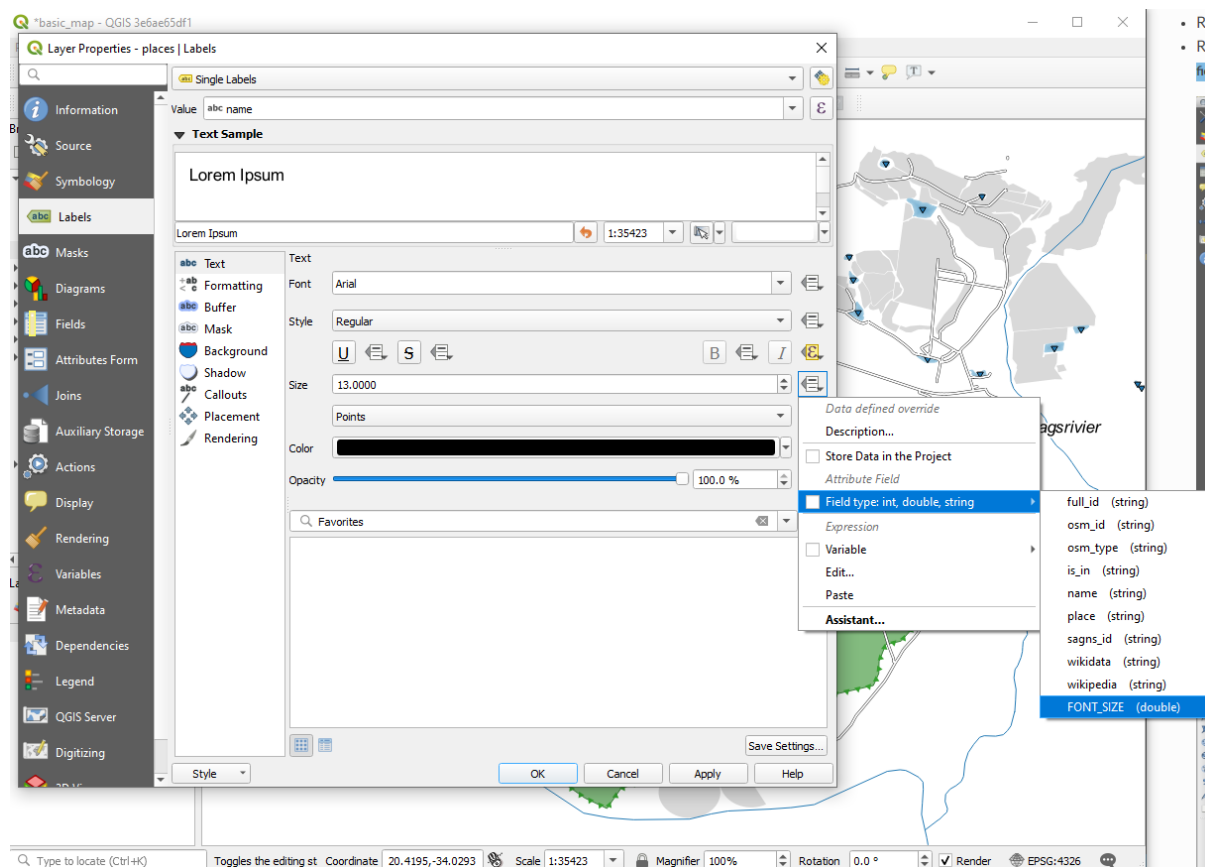 *basic_map - QGIS 3e6ae65df1
Layer Properties - places | Labels
Information
Source
Symbology
abc Labels
abc Masks
Diagrams
Fields
Attributes Form
Joins
Auxiliary Storage
Actions
Display
Rendering
Variables
Metadata
Dependencies
Legend
QGIS Server
Digitizing
Single Labels
Value abc name
Text Sample
Lorem Ipsum
Lorem Ipsum 1:35423
abc Text
Formatting
abc Buffer
abc Mask
Background
Shadow
abc Callouts
Placement
Rendering
Text
Font Arial
Style Regular
U S B I
Size 13.0000
Points
Color
Opacity 100.0 %
Favorites
Save Settings...
Style OK Cancel Apply Help
Data defined override
Description...
Store Data in the Project
Attribute Field
Field type: int, double, string
Expression
Variable
Edit...
Paste
Assistant...
full_id (string)
osm_id (string)
osm_type (string)
is_in (string)
name (string)
place (string)
sagns_id (string)
wikidata (string)
wikipedia (string)
FONT_SIZE (double)
agsrivier
Type to locate (Ctrl+K) Toggles the editing st Coordinate 20.4195,-34.0293 Scale 1:35423 Magnifier 100% Rotation 0.0 ° Render EPSG:4326